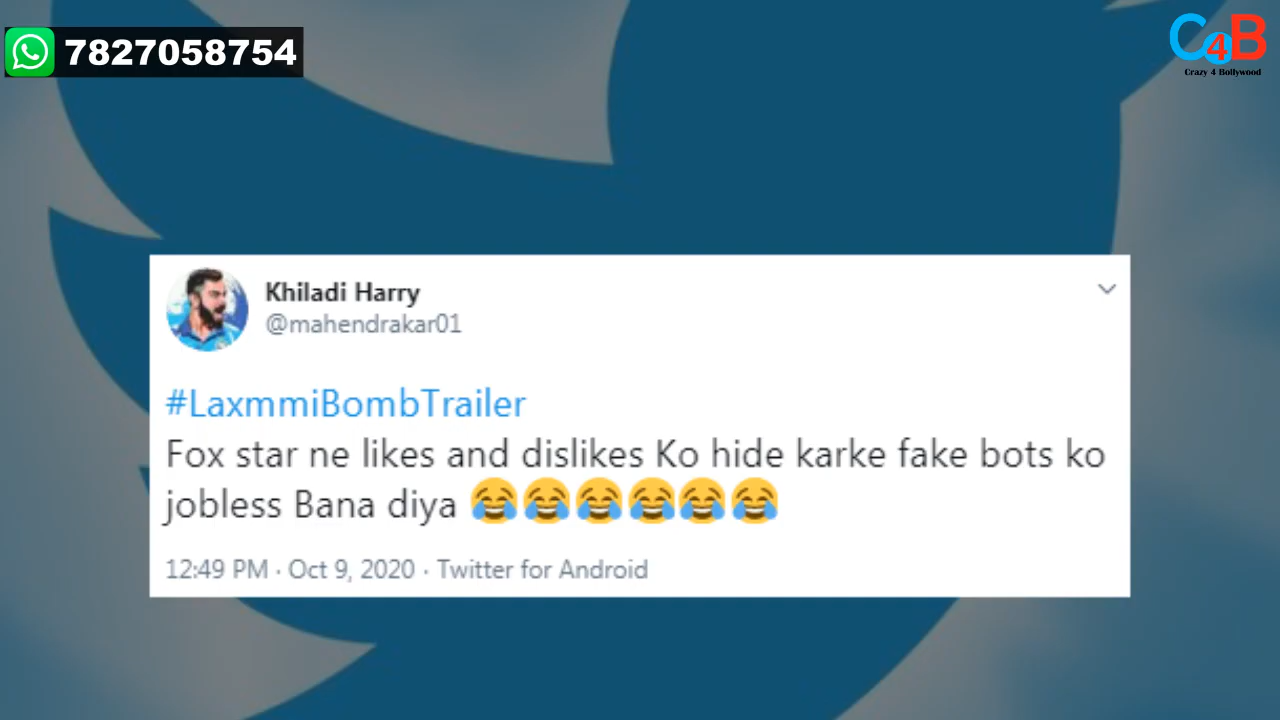 7827058754
C4B
Crazy 4 Bollywood
Khiladi Harry
@mahendrakar01
#LaxmmiBombTrailer
Fox star ne likes and dislikes Ko hide karke fake bots ko
jobless Bana diya 😂😂😂😂😂😂
12:49 PM · Oct 9, 2020 · Twitter for Android